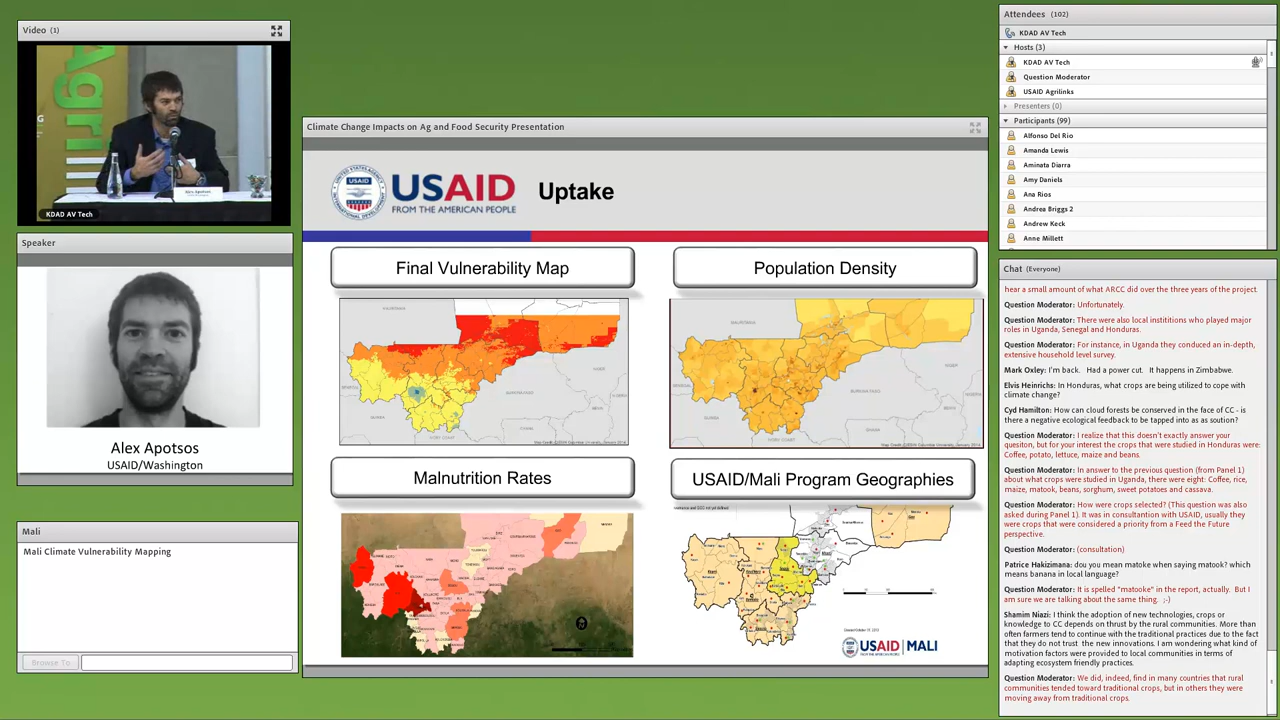 Video (1)
Agri
Alex Apotsos
KDAD AV Tech
Speaker
Alex Apotsos
USAID/Washington
Mali
Mali Climate Vulnerability Mapping
Browse To
Climate Change Impacts on Ag and Food Security Presentation
USAID
FROM THE AMERICAN PEOPLE
Uptake
Final Vulnerability Map
Population Density
Malnutrition Rates
USAID/Mali Program Geographies
USAID | MALI
FROM THE AMERICAN PEOPLE
Attendees (102)
KDAD AV Tech
Hosts (3)
KDAD AV Tech
Question Moderator
USAID Agrilinks
Presenters (0)
Participants (99)
Alfonso Del Rio
Amanda Lewis
Aminata Diarra
Amy Daniels
Ana Rios
Andrea Briggs 2
Andrew Keck
Anne Millett
Chat (Everyone)
hear a small amount of what ARCC did over the three years of the project.
Question Moderator: Unfortunately.
Question Moderator: There were also local instititions who played major
roles in Uganda, Senegal and Honduras.
Question Moderator: For instance, in Uganda they conduced an in-depth,
extensive household level survey.
Mark Oxley: I'm back. Had a power cut. It happens in Zimbabwe.
Elvis Heinrichs: In Honduras, what crops are being utilized to cope with
climate change?
Cyd Hamilton: How can cloud forests be conserved in the face of CC - is
there a negative ecological feedback to be tapped into as as soution?
Question Moderator: I realize that this doesn't exactly answer your
quesiton, but for your interest the crops that were studied in Honduras were:
Coffee, potato, lettuce, maize and beans.
Question Moderator: In answer to the previous question (from Panel 1)
about what crops were studied in Uganda, there were eight: Coffee, rice,
maize, matook, beans, sorghum, sweet potatoes and cassava.
Question Moderator: How were crops selected? (This question was also
asked during Panel 1). It was in consultantion with USAID, usually they
were crops that were considered a priority from a Feed the Future
perspective.
Question Moderator: (consultation)
Patrice Hakizimana: dou you mean matoke when saying matook? which
means banana in local language?
Question Moderator: It is spelled "matooke" in the report, actually. But I
am sure we are talking about the same thing. ;-)
Shamim Niazi: I think the adoption of new technologies, crops or
knowledge to CC depends on thrust by the rural communities. More than
often farmers tend to continue with the traditional practices due to the fact
that they do not trust the new innovations. I am wondering what kind of
motivation factors were provided to local communities in terms of
adapting ecosystem friendly practices.
Question Moderator: We did, indeed, find in many countries that rural
communities tended toward traditional crops, but in others they were
moving away from traditional crops.